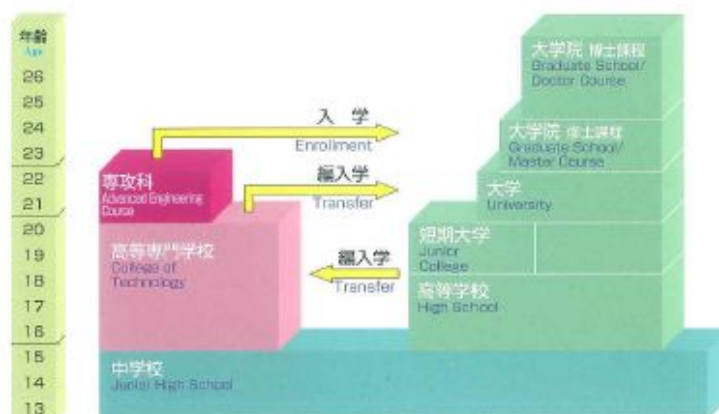 年齢
Age
26
25
24
23
22
21
20
19
18
17
16
15
14
13
大学院 博士課程
Graduate School/
Doctor Course
入 学
Enrollment
大学院 修士課程
Graduate School/
Master Course
専攻科
Advanced Engineering
Course
編入学
Transfer
大学
University
高等専門学校
College of
Technology
短期大学
Junior
College
編入学
Transfer
高等学校
High School
中学校
Junior High School